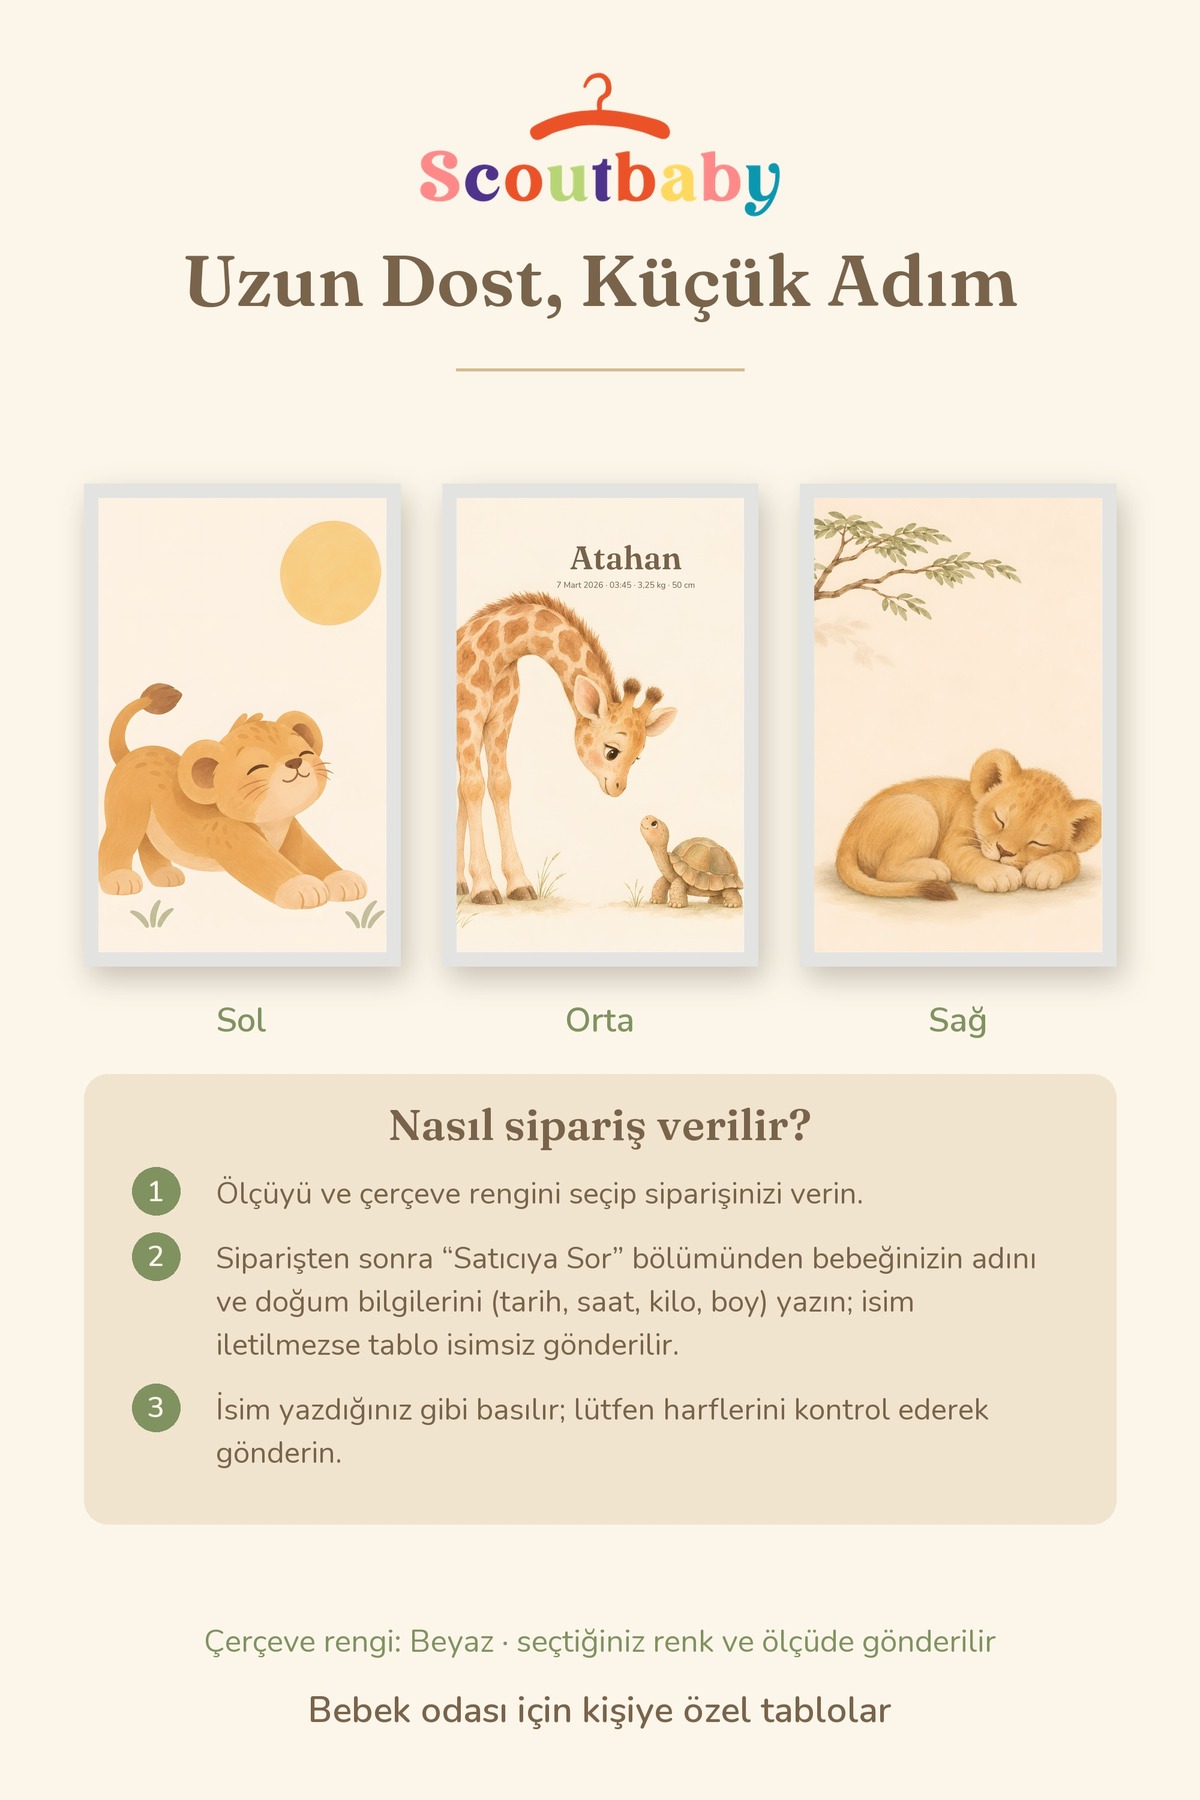 Scoutbaby
Uzun Dost, Küçük Adım
Atahan
7 Mart 2026 · 03:45 · 3,25 kg · 50 cm
Sol
Orta
Sağ
Nasıl sipariş verilir?
1 Ölçüyü ve çerçeve rengini seçip siparişinizi verin.
2 Siparişten sonra “Satıcıya Sor” bölümünden bebeğinizin adını
ve doğum bilgilerini (tarih, saat, kilo, boy) yazın; isim
iletilmezse tablo isimsiz gönderilir.
3 İsim yazdığınız gibi basılır; lütfen harflerini kontrol ederek
gönderin.
Çerçeve rengi: Beyaz · seçtiğiniz renk ve ölçüde gönderilir
Bebek odası için kişiye özel tablolar